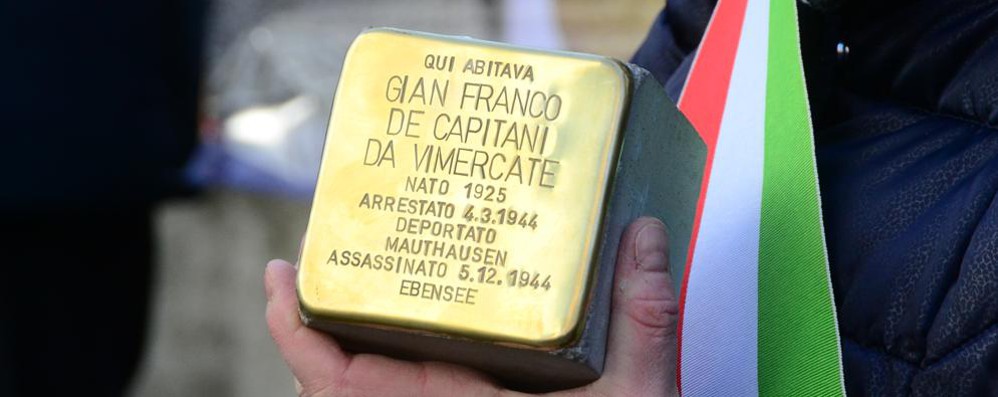 QUI ABITAVA
GIAN FRANCO
DE CAPITANI
DA VIMERCATE
NATO 1925
ARRESTATO 4.3.1944
DEPORTATO
MAUTHAUSEN
ASSASSINATO 5.12.1944
EBENSEE